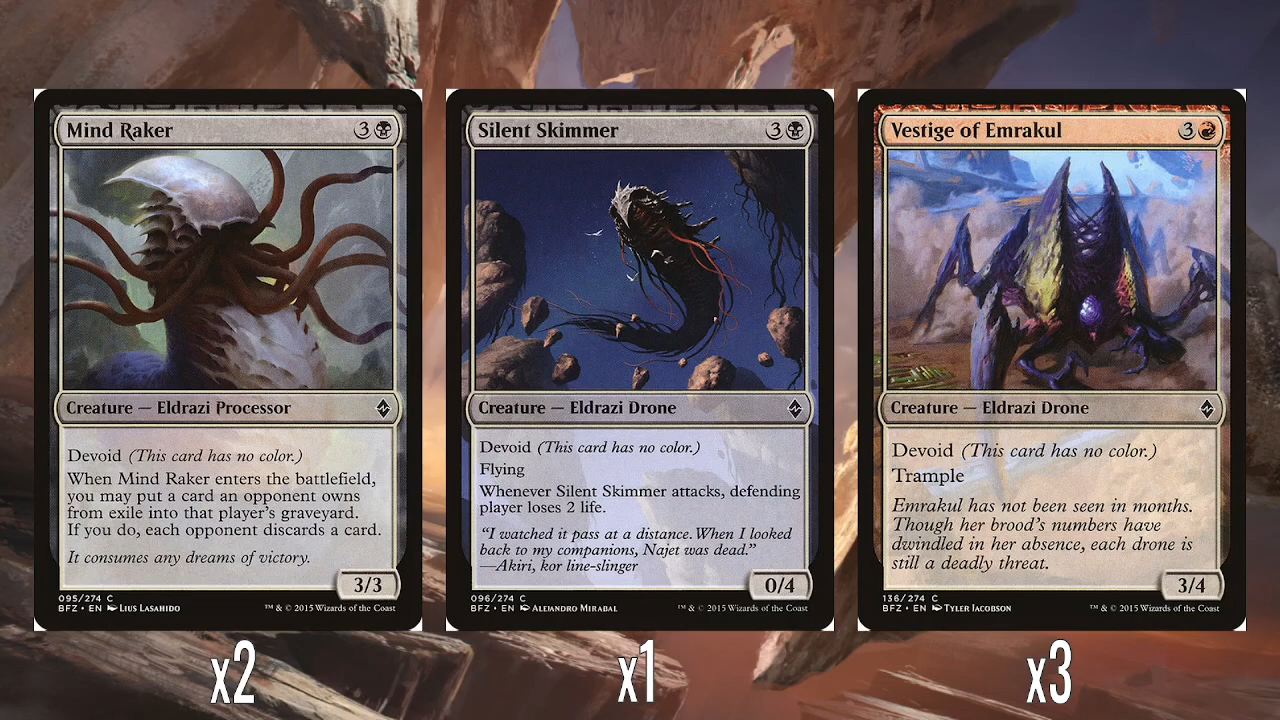 Mind Raker 3
Creature — Eldrazi Processor
Devoid (This card has no color.)
When Mind Raker enters the battlefield,
you may put a card an opponent owns
from exile into that player's graveyard.
If you do, each opponent discards a card.
It consumes any dreams of victory.
3/3
095/274 C
BFZ • EN Lius Lasahido
™ & © 2015 Wizards of the Coast
x2
Silent Skimmer 3
Creature — Eldrazi Drone
Devoid (This card has no color.)
Flying
Whenever Silent Skimmer attacks, defending
player loses 2 life.
"I watched it pass at a distance. When I looked
back to my companions, Najet was dead."
—Akiri, kor line-slinger
0/4
096/274 C
BFZ • EN Alejandro Mirabal
™ & © 2015 Wizards of the Coast
x1
Vestige of Emrakul 3
Creature — Eldrazi Drone
Devoid (This card has no color.)
Trample
Emrakul has not been seen in months.
Though her brood's numbers have
dwindled in her absence, each drone is
still a deadly threat.
3/4
136/274 C
BFZ • EN Tyler Jacobson
™ & © 2015 Wizards of the Coast
x3